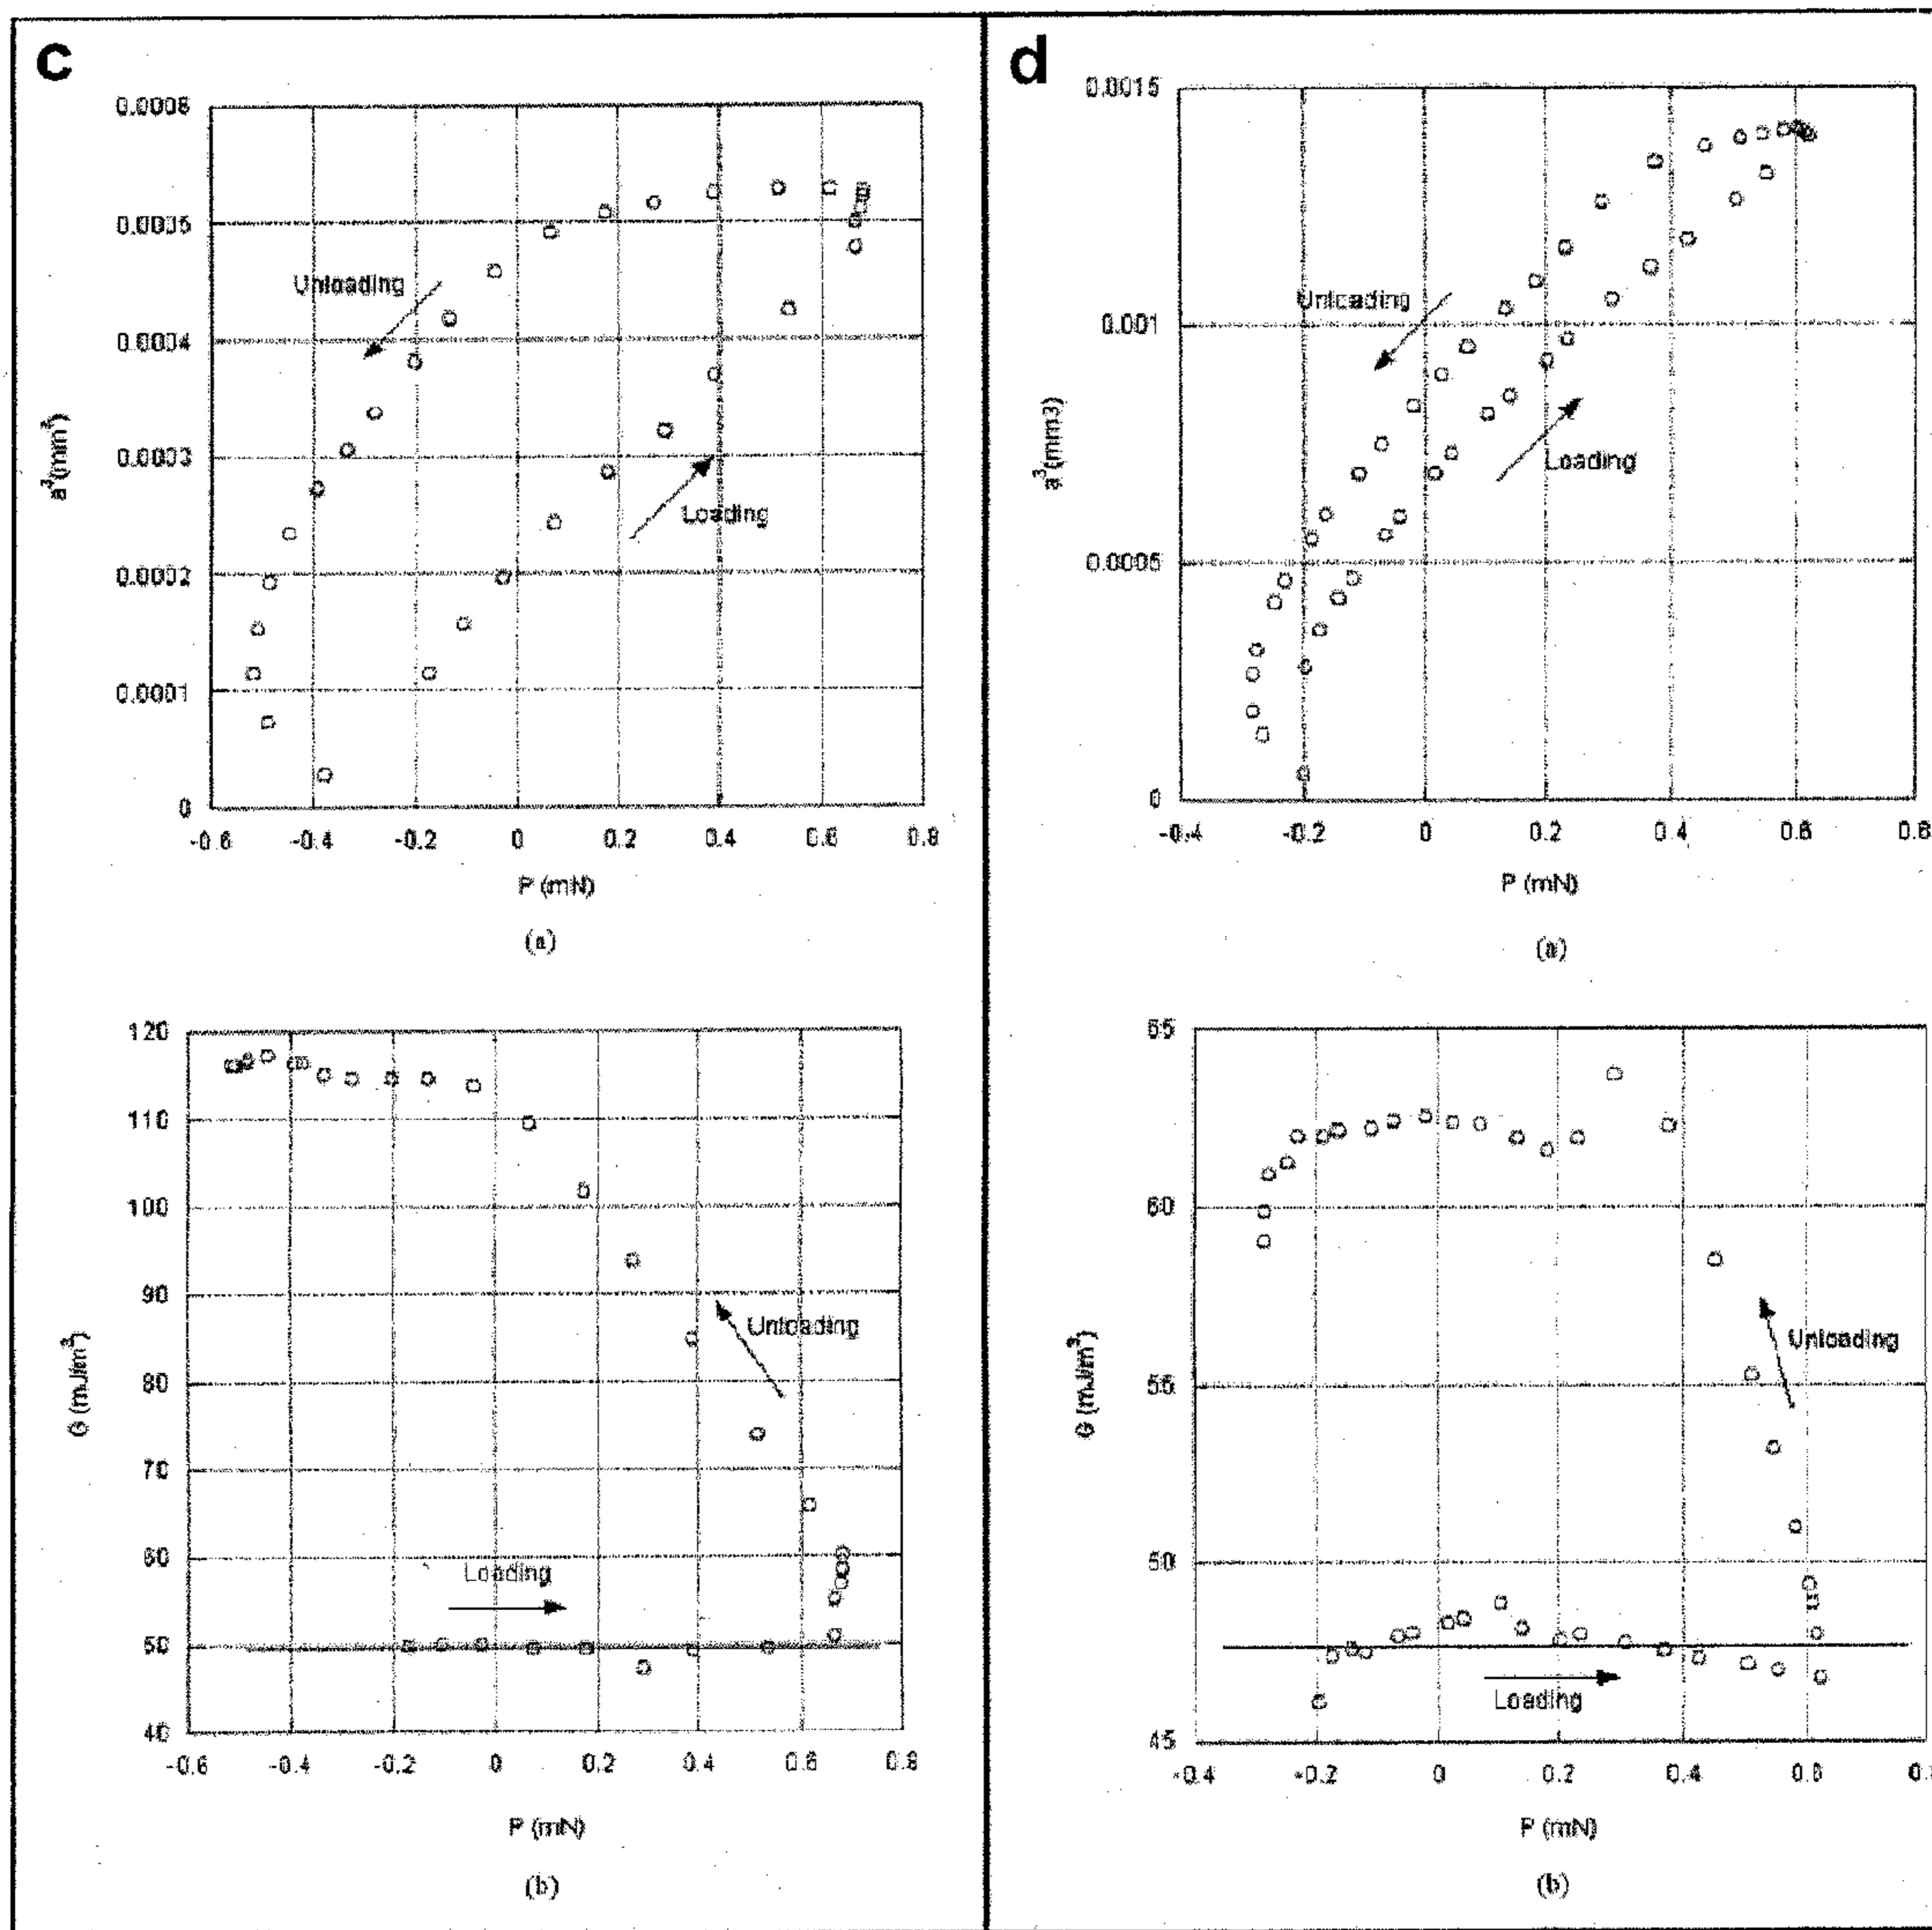 c
0.0006
0.0005
0.0004
0.0003
0.0002
0.0001
0
Unloading
Loading
a³(mm³)
-0.6 -0.4 -0.2 0 0.2 0.4 0.6 0.8
P (mN)
(a)
120
110
100
90
80
70
60
50
40
Unloading
Loading
G (mJ/m³)
-0.6 -0.4 -0.2 0 0.2 0.4 0.6 0.8
P (mN)
(b)
d
0.0015
0.001
0.0005
0
Unloading
Loading
a³(mm3)
-0.4 -0.2 0 0.2 0.4 0.6 0.8
P (mN)
(a)
65
60
55
50
45
Unloading
Loading
G (mJ/m³)
-0.4 -0.2 0 0.2 0.4 0.6
P (mN)
(b)